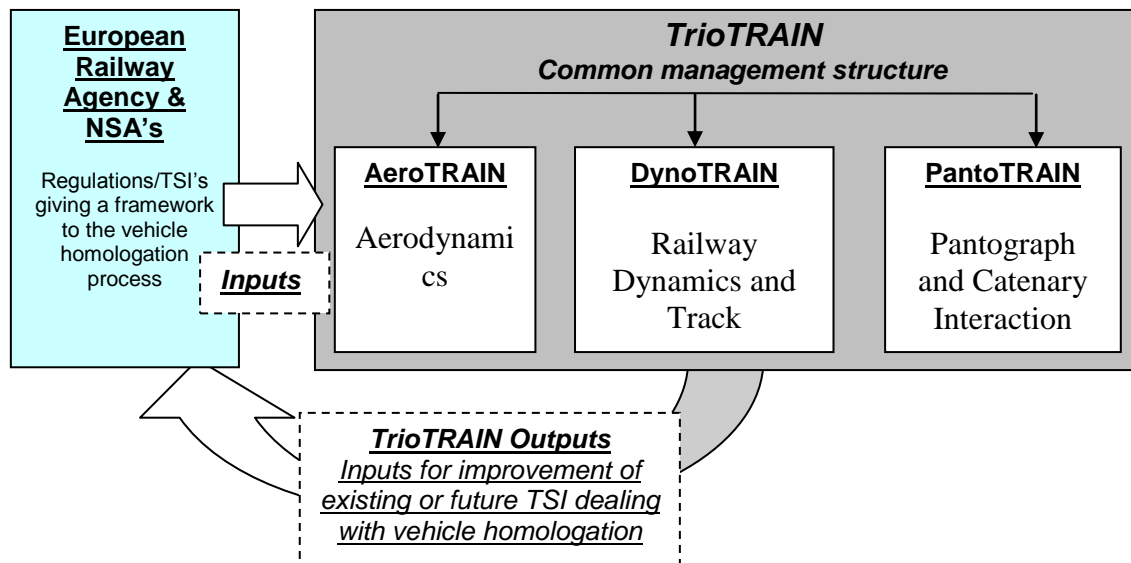 European
Railway
Agency &
NSA's
Regulations/TSI's
giving a framework
to the vehicle
homologation
process
Inputs
TrioTRAIN
Common management structure
AeroTRAIN
Aerodynami
cs
DynoTRAIN
Railway
Dynamics and
Track
PantoTRAIN
Pantograph
and Catenary
Interaction
TrioTRAIN Outputs
Inputs for improvement of
existing or future TSI dealing
with vehicle homologation